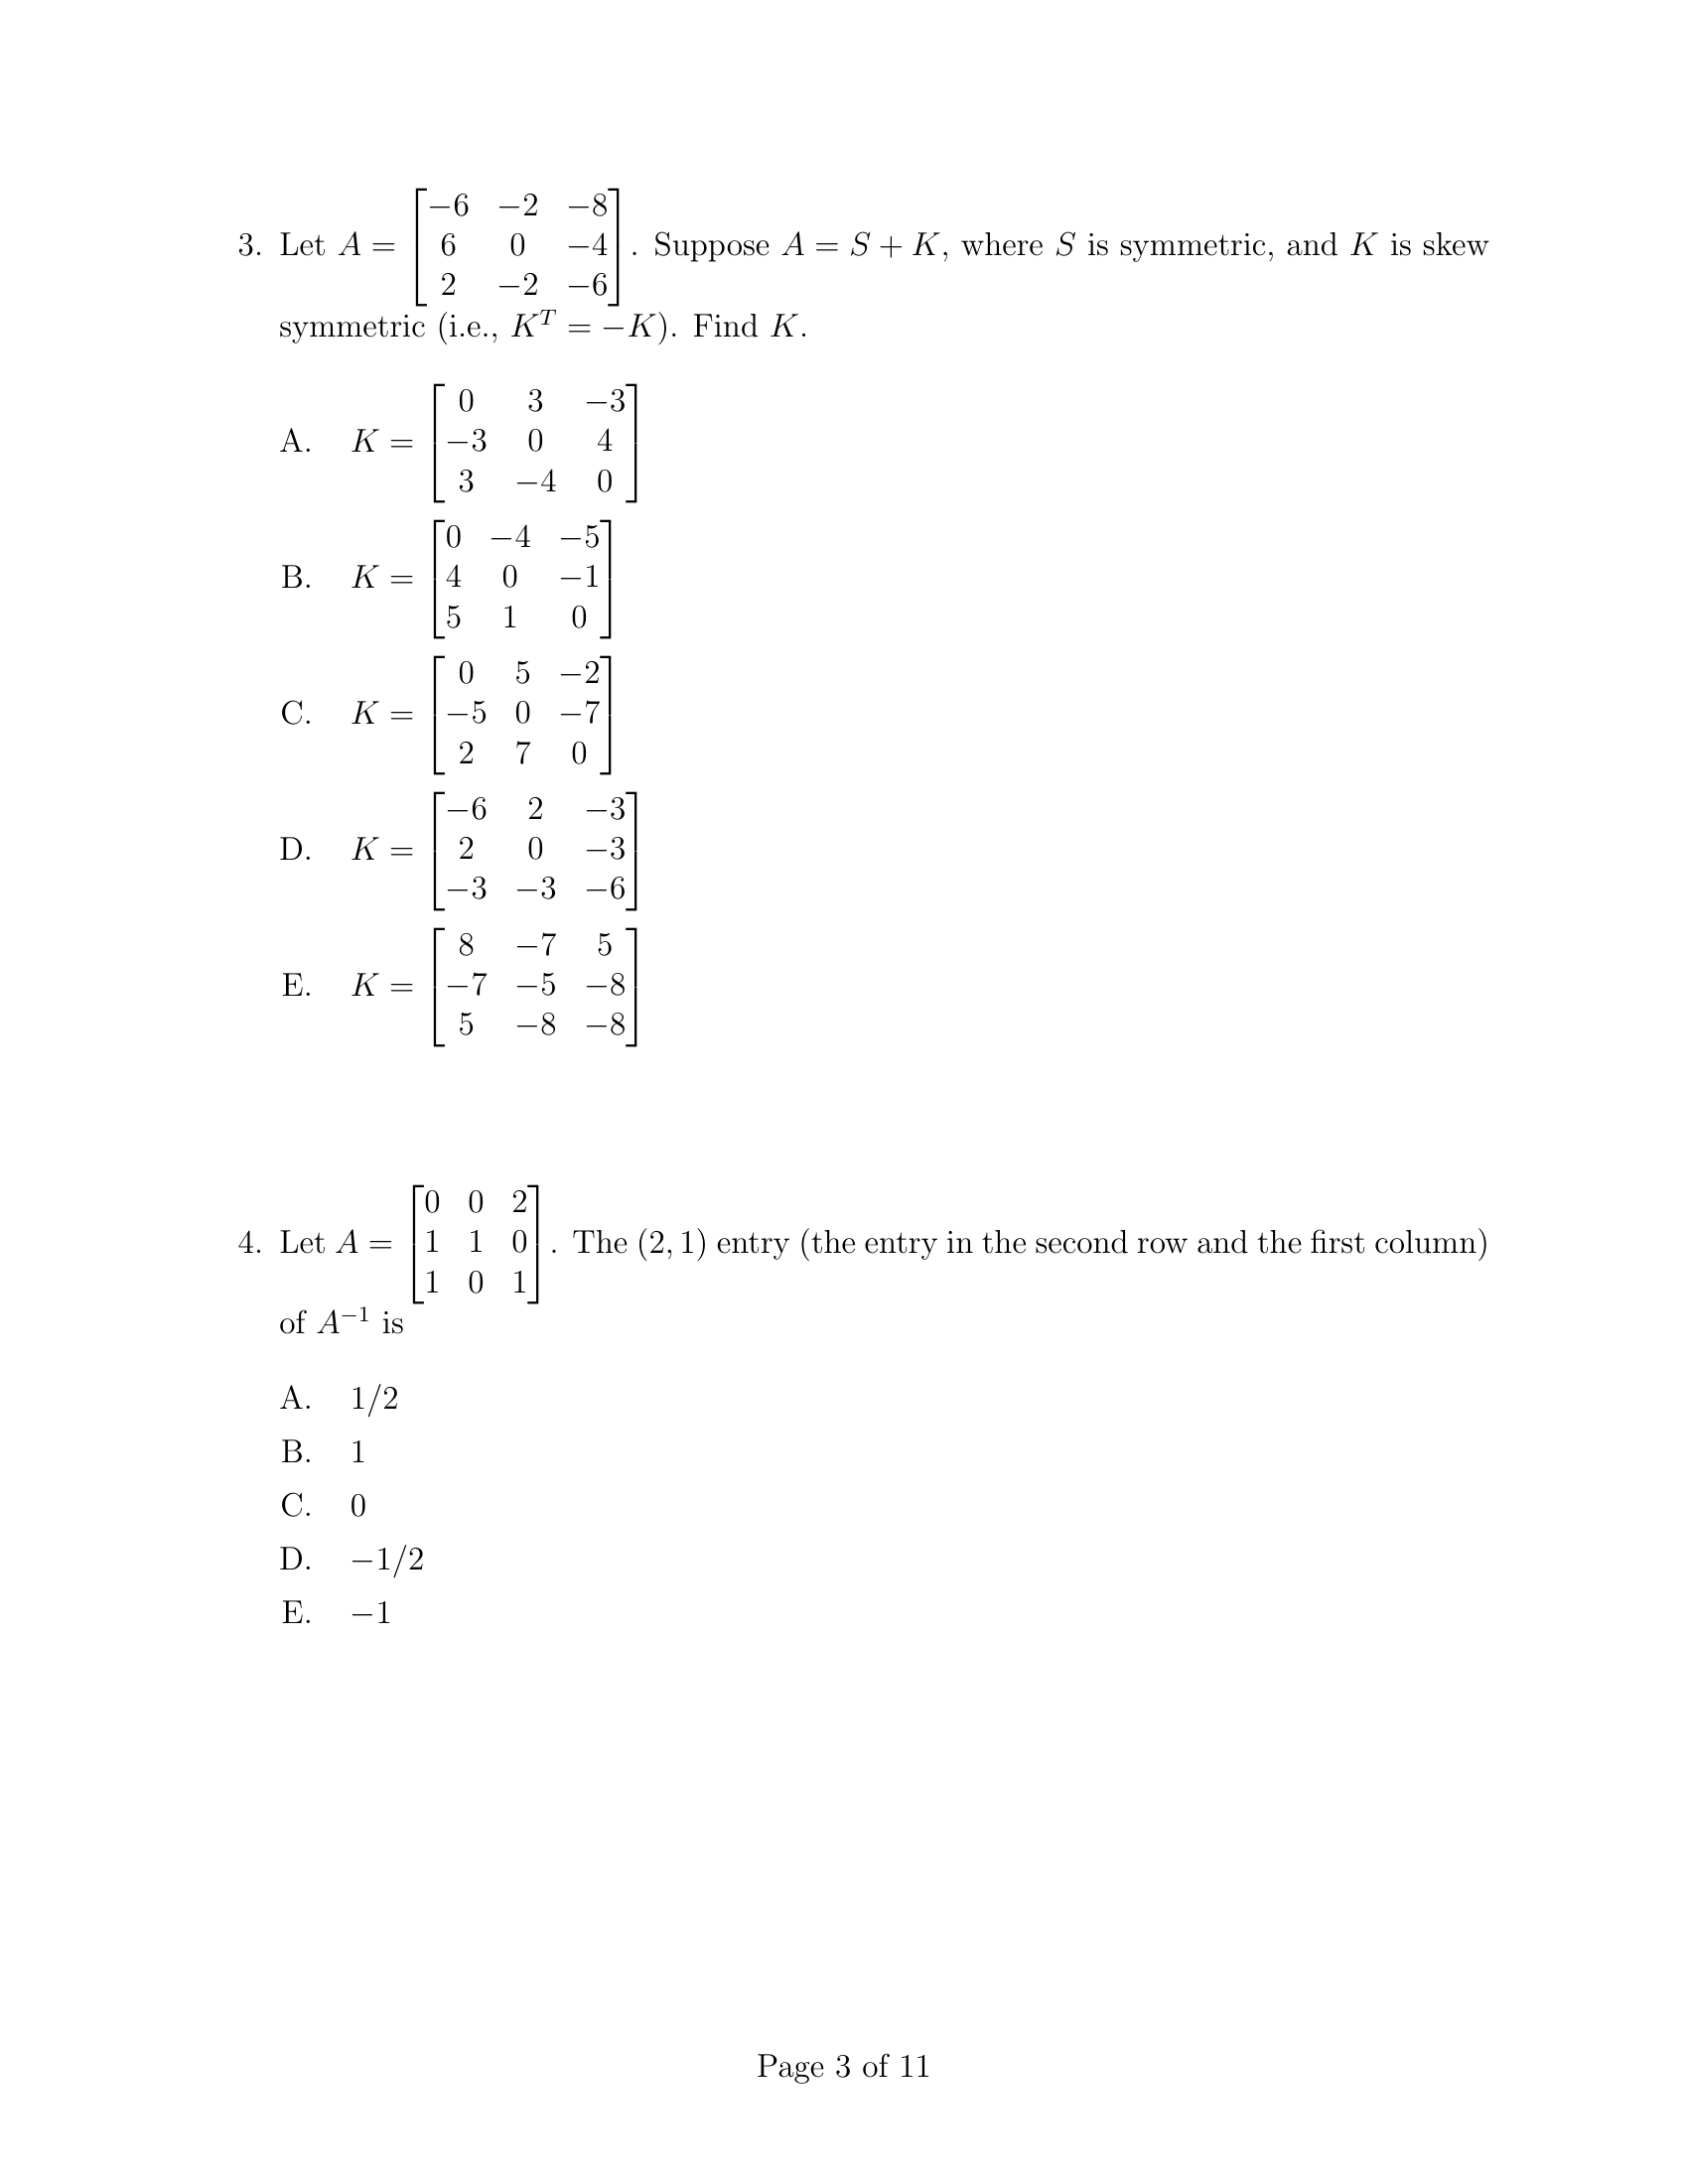 3. Let $A = \begin{bmatrix} -6 & -2 & -8 \\ 6 & 0 & -4 \\ 2 & -2 & -6 \end{bmatrix}$. Suppose $A = S + K$, where $S$ is symmetric, and $K$ is skew
symmetric (i.e., $K^T = -K$). Find $K$.
A. $K = \begin{bmatrix} 0 & 3 & -3 \\ -3 & 0 & 4 \\ 3 & -4 & 0 \end{bmatrix}$
B. $K = \begin{bmatrix} 0 & -4 & -5 \\ 4 & 0 & -1 \\ 5 & 1 & 0 \end{bmatrix}$
C. $K = \begin{bmatrix} 0 & 5 & -2 \\ -5 & 0 & -7 \\ 2 & 7 & 0 \end{bmatrix}$
D. $K = \begin{bmatrix} -6 & 2 & -3 \\ 2 & 0 & -3 \\ -3 & -3 & -6 \end{bmatrix}$
E. $K = \begin{bmatrix} 8 & -7 & 5 \\ -7 & -5 & -8 \\ 5 & -8 & -8 \end{bmatrix}$
4. Let $A = \begin{bmatrix} 0 & 0 & 2 \\ 1 & 1 & 0 \\ 1 & 0 & 1 \end{bmatrix}$. The $(2, 1)$ entry (the entry in the second row and the first column)
of $A^{-1}$ is
A. 1/2
B. 1
C. 0
D. −1/2
E. −1
Page 3 of 11